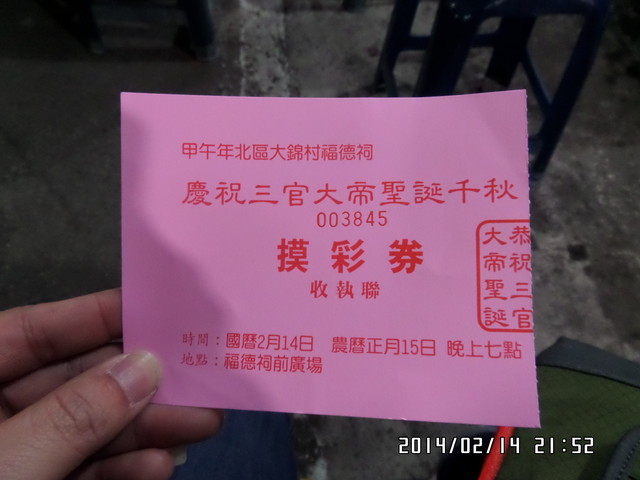 甲午年北區大錦村福德祠
慶祝三官大帝聖誕千秋
003845
摸彩券
收執聯
恭祝三官
大帝聖誕
時間：國曆2月14日 農曆正月15日 晚上七點
地點：福德祠前廣場
2014/02/14 21:52